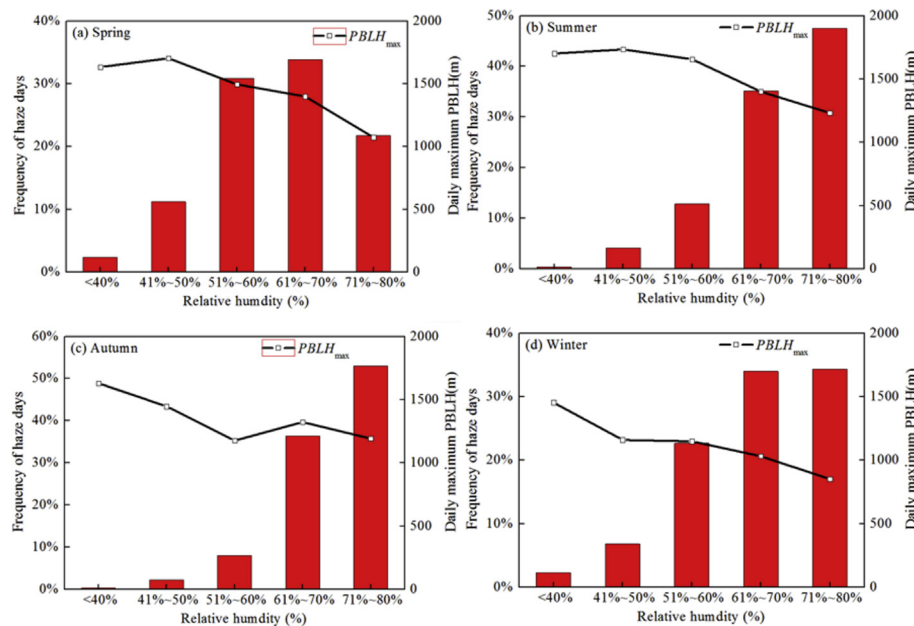 (a) Spring
PBLHmax
40%
30%
20%
10%
0%
2000
1500
1000
500
0
Frequency of haze days
Daily maximum PBLH(m)
<40% 41%~50% 51%~60% 61%~70% 71%~80%
Relative humdity (%)
(b) Summer
PBLHmax
50%
40%
30%
20%
10%
0%
2000
1500
1000
500
0
Frequency of haze days
Daily maximum PBLH(m)
<40% 41%~50% 51%~60% 61%~70% 71%~80%
Relative humdity (%)
(c) Autumn
PBLHmax
60%
50%
40%
30%
20%
10%
0%
2000
1500
1000
500
0
Frequency of haze days
Daily maximum PBLH(m)
<40% 41%~50% 51%~60% 61%~70% 71%~80%
Relative humdity (%)
(d) Winter
PBLHmax
40%
30%
20%
10%
0%
2000
1500
1000
500
0
Frequency of haze days
Daily maximum PBLH(m)
<40% 41%~50% 51%~60% 61%~70% 71%~80%
Relative humdity (%)